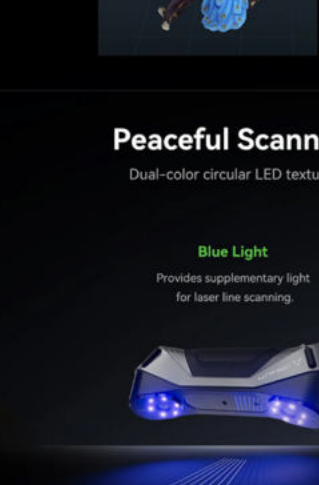 Peaceful Scann
Dual-color circular LED textu
Blue Light
Provides supplementary light
for laser line scanning.